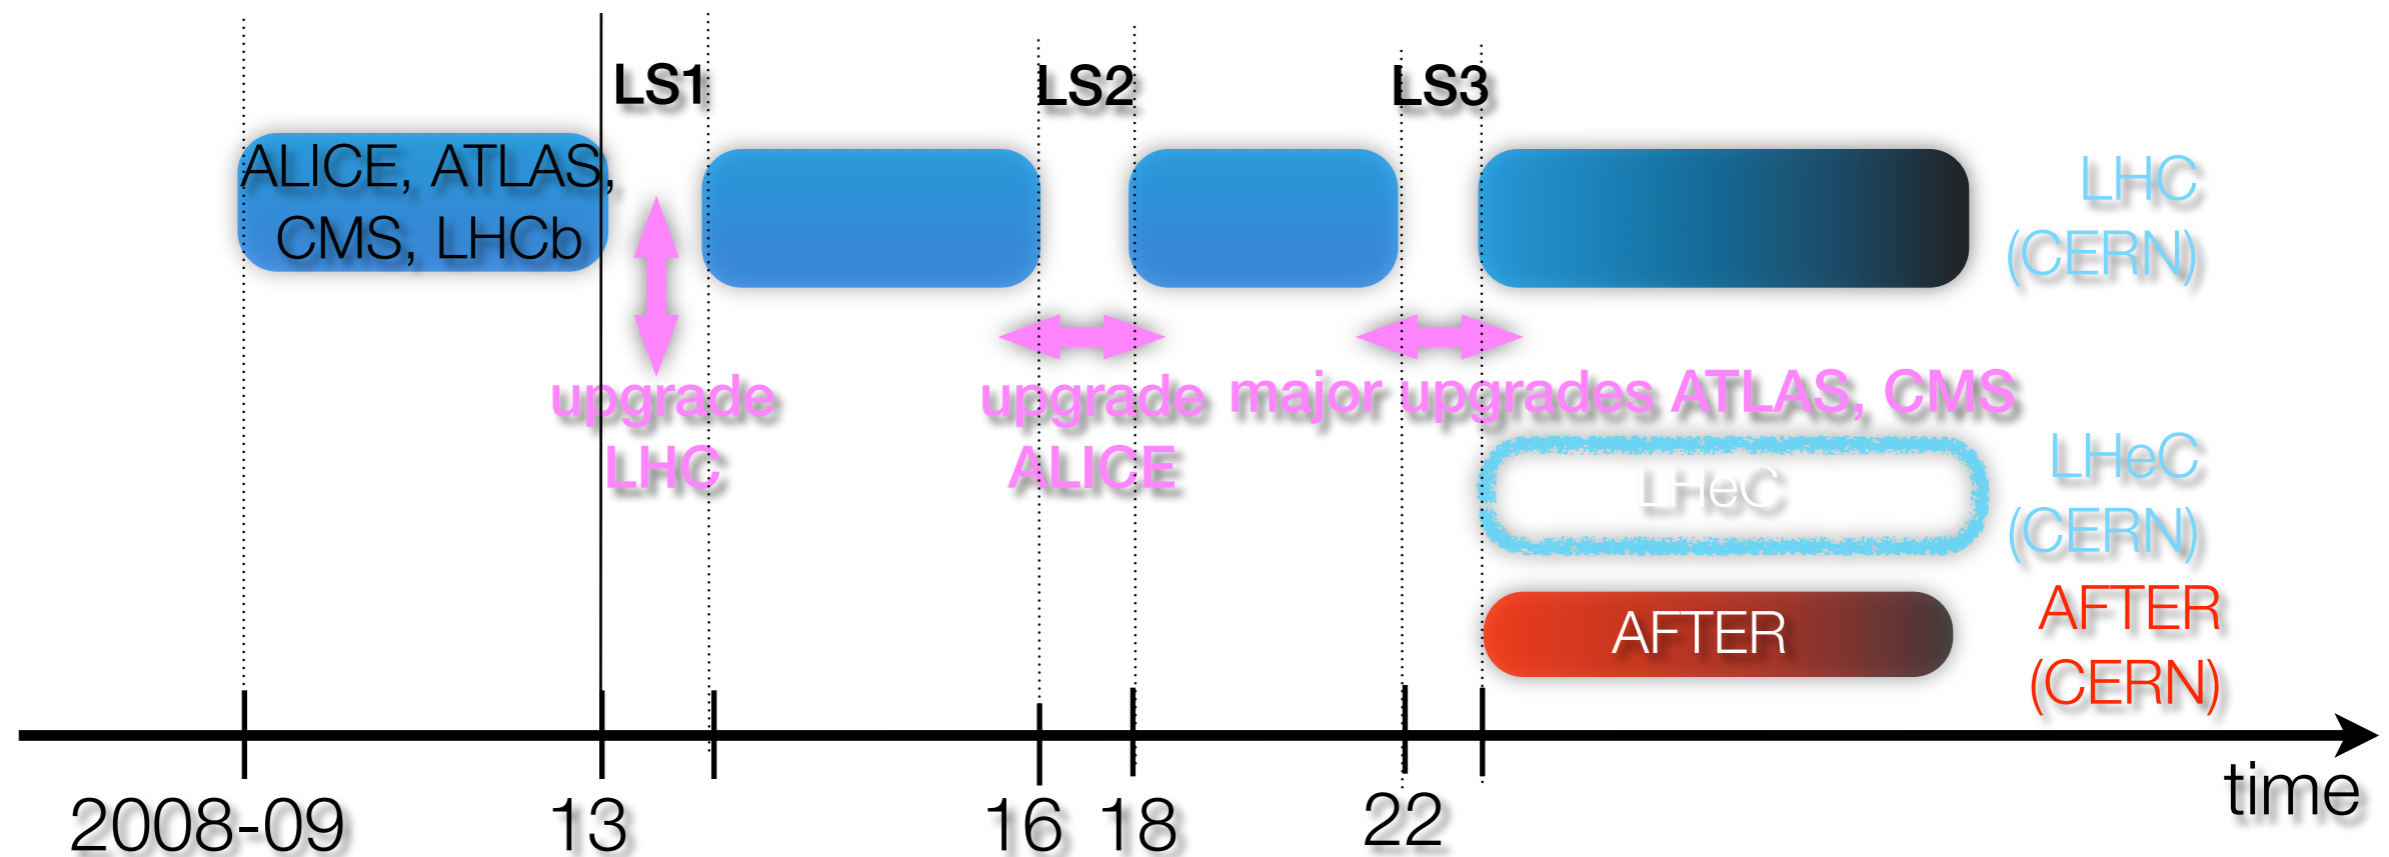 LS1
LS2
LS3
ALICE, ATLAS,
CMS, LHCb
LHC
(CERN)
upgrade
LHC
upgrade
ALICE
major upgrades ATLAS, CMS
LHeC
LHeC
(CERN)
AFTER
AFTER
(CERN)
time
2008-09
13
16
18
22